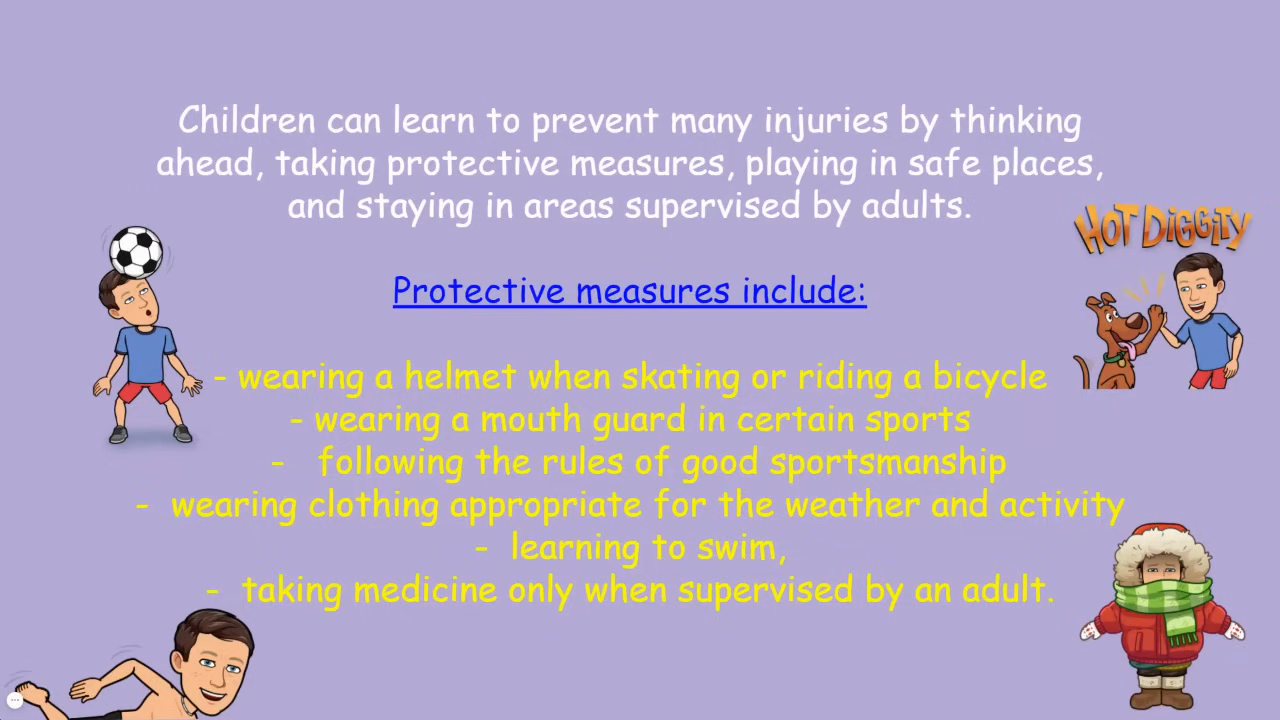 Children can learn to prevent many injuries by thinking
ahead, taking protective measures, playing in safe places,
and staying in areas supervised by adults.
HOT DIGGITY
Protective measures include:
- wearing a helmet when skating or riding a bicycle
- wearing a mouth guard in certain sports
- following the rules of good sportsmanship
- wearing clothing appropriate for the weather and activity
- learning to swim,
- taking medicine only when supervised by an adult.